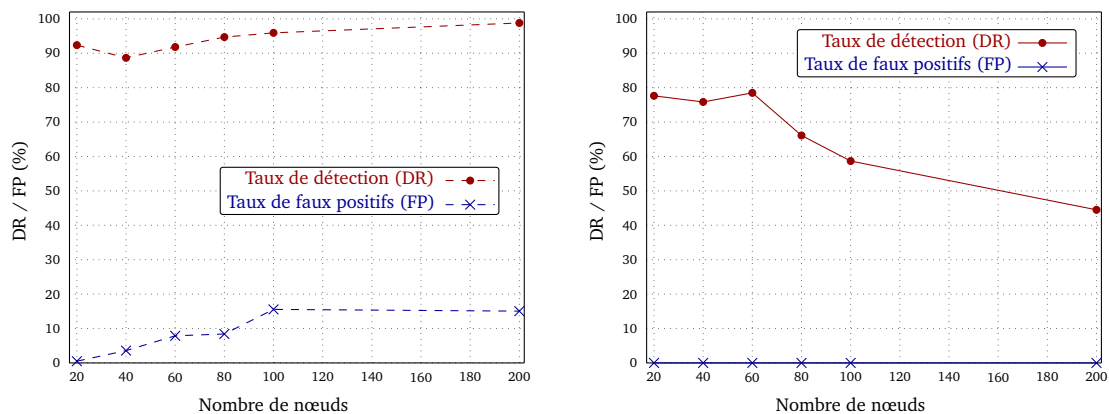 100
90
80
70
60
50
40
30
20
10
0
DR / FP (%)
Taux de détection (DR)
Taux de faux positifs (FP)
20 40 60 80 100 120 140 160 180 200
Nombre de nœuds
100
90
80
70
60
50
40
30
20
10
0
DR / FP (%)
Taux de détection (DR)
Taux de faux positifs (FP)
20 40 60 80 100 120 140 160 180 200
Nombre de nœuds